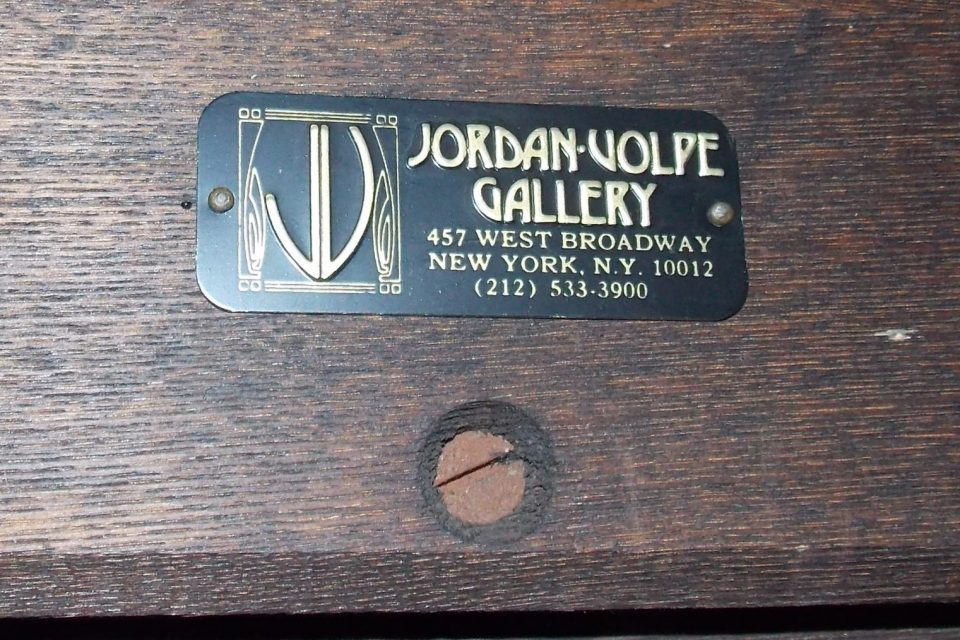 JV
JORDAN·VOLPE
GALLERY
457 WEST BROADWAY
NEW YORK, N.Y. 10012
(212) 533-3900